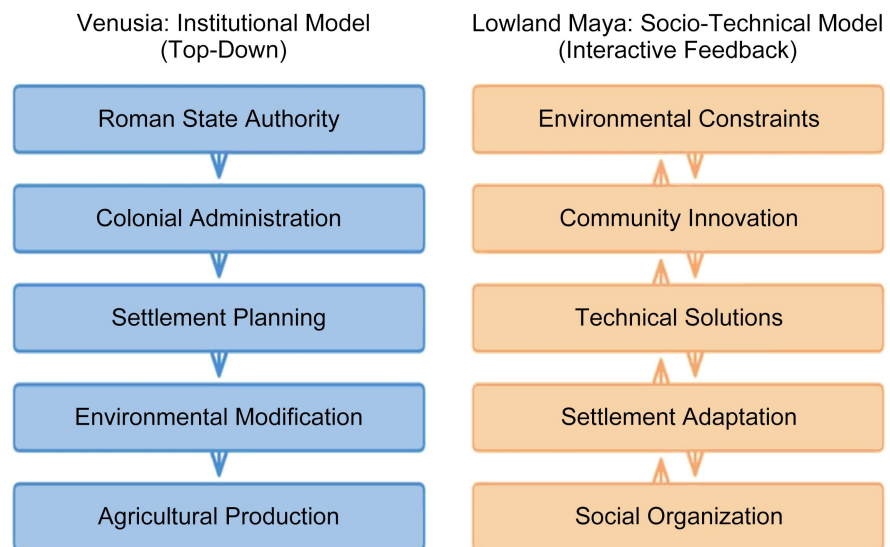 Venusia: Institutional Model
(Top-Down)
Roman State Authority
Colonial Administration
Settlement Planning
Environmental Modification
Agricultural Production
Lowland Maya: Socio-Technical Model
(Interactive Feedback)
Environmental Constraints
Community Innovation
Technical Solutions
Settlement Adaptation
Social Organization